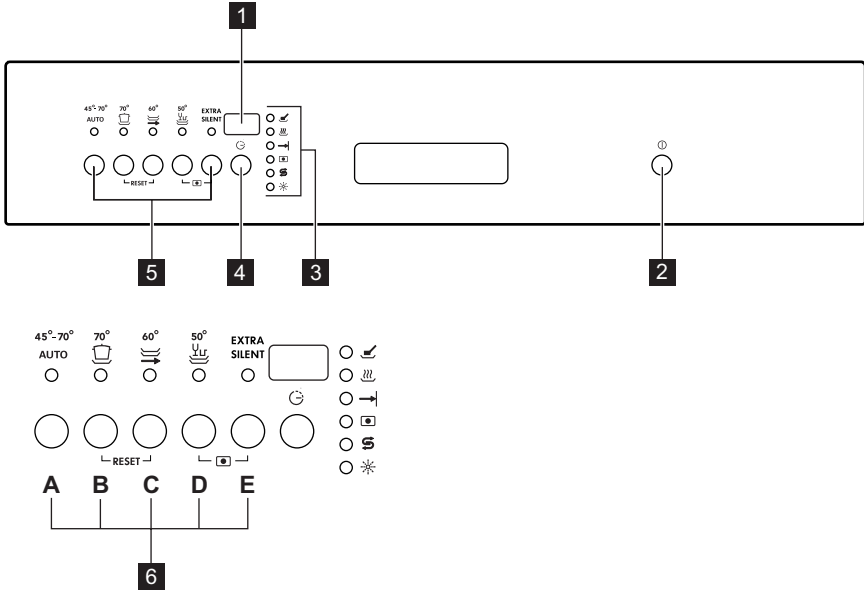 1
45°-70° 70° 60° 50° EXTRA
AUTO SILENT
RESET
5 4 3 2
45°-70° 70° 60° 50° EXTRA
AUTO SILENT
RESET
A B C D E
6